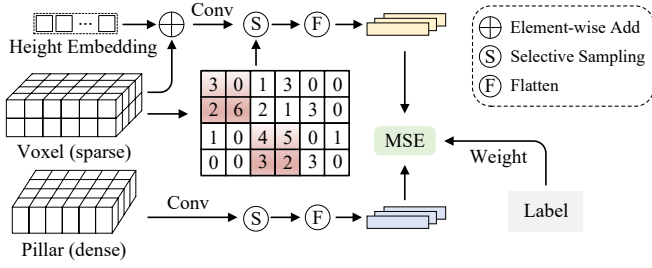 Height Embedding
Conv
S
F
Element-wise Add
S Selective Sampling
F Flatten
Voxel (sparse)
3 0 1 3 0 0
2 6 2 1 3 0
1 0 4 5 0 1
0 0 3 2 3 0
MSE
Weight
Label
Pillar (dense)
Conv
S
F